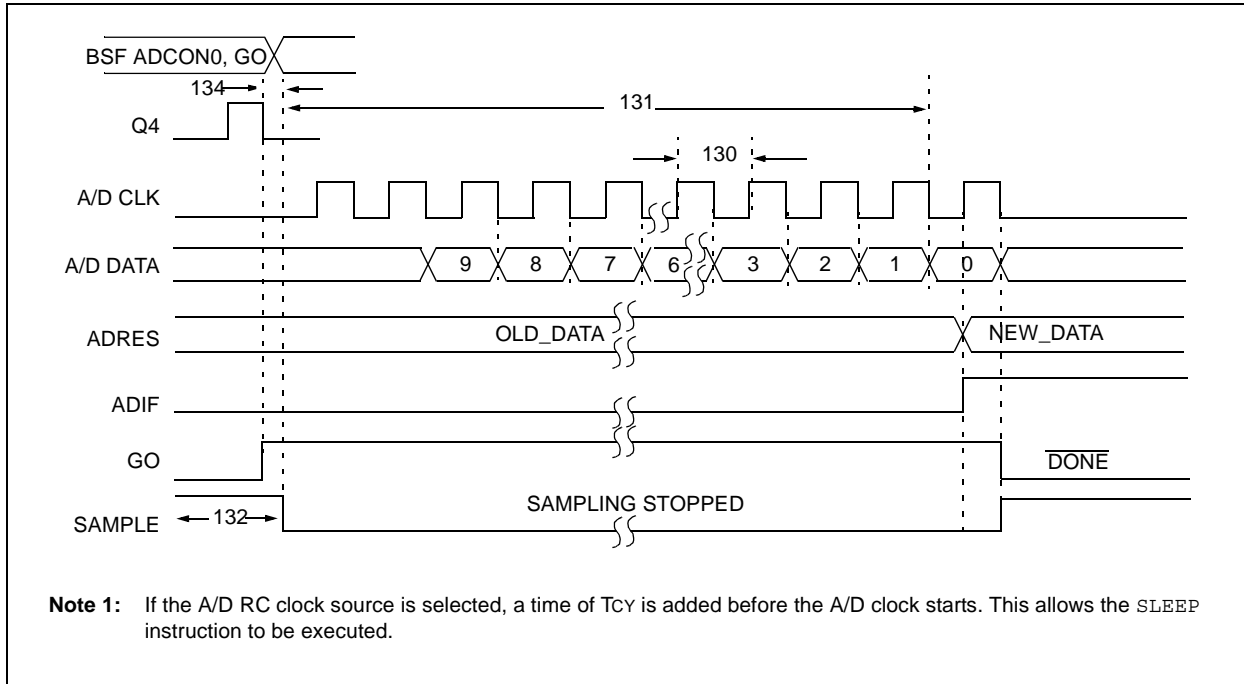 BSF ADCON0, GO
134
131
Q4
130
A/D CLK
A/D DATA 9 8 7 6 3 2 1 0
ADRES OLD_DATA NEW_DATA
ADIF
GO DONE
SAMPLING STOPPED
SAMPLE 132
Note 1: If the A/D RC clock source is selected, a time of TCY is added before the A/D clock starts. This allows the SLEEP
instruction to be executed.